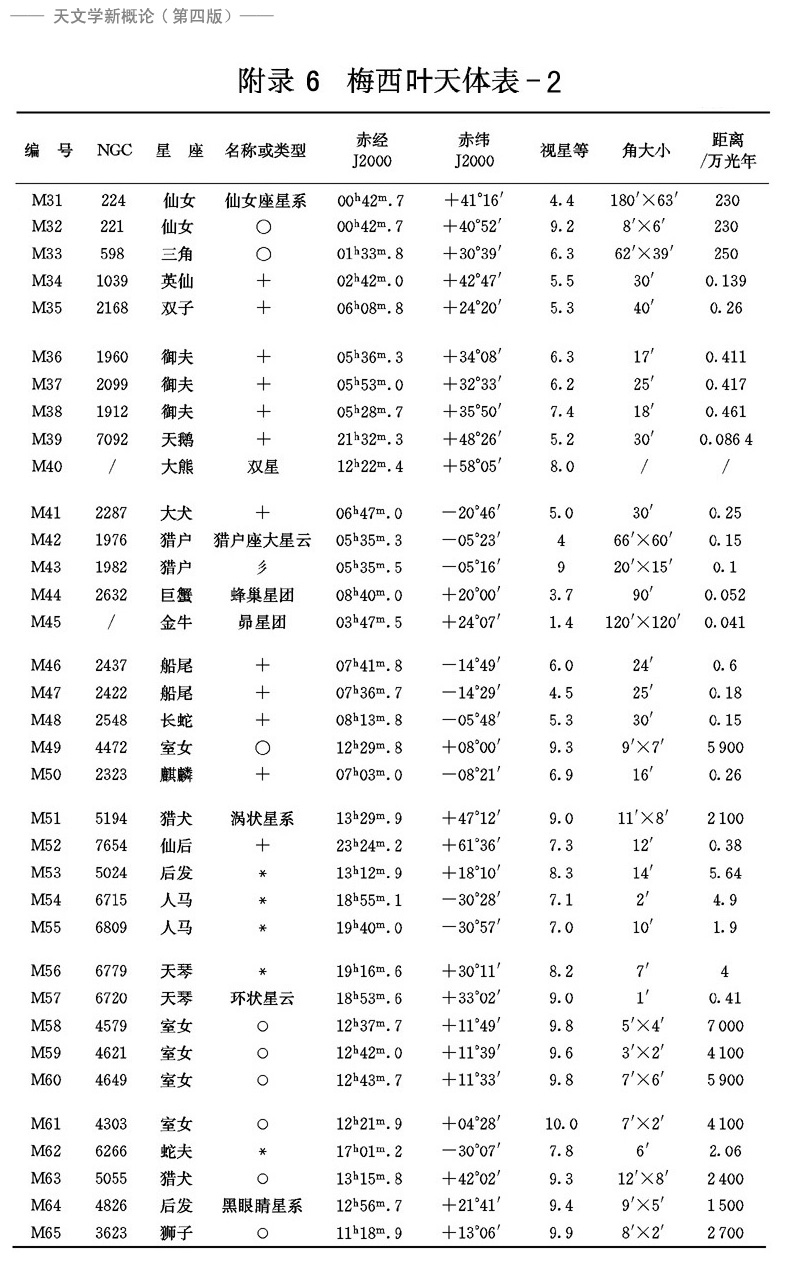 天文学新概论（第四版）
附录 6 梅西叶天体表－2
编 号 NGC 星 座 名称或类型 赤经 J2000 赤纬 J2000 视星等 角大小 距离 /万光年
M31 224 仙女 仙女座星系 00ʰ42ᵐ.7 +41°16′ 4.4 180′×63′ 230
M32 221 仙女 ○ 00ʰ42ᵐ.7 +40°52′ 9.2 8′×6′ 230
M33 598 三角 ○ 01ʰ33ᵐ.8 +30°39′ 6.3 62′×39′ 250
M34 1039 英仙 + 02ʰ42ᵐ.0 +42°47′ 5.5 30′ 0.139
M35 2168 双子 + 06ʰ08ᵐ.8 +24°20′ 5.3 40′ 0.26
M36 1960 御夫 + 05ʰ36ᵐ.3 +34°08′ 6.3 17′ 0.411
M37 2099 御夫 + 05ʰ53ᵐ.0 +32°33′ 6.2 25′ 0.417
M38 1912 御夫 + 05ʰ28ᵐ.7 +35°50′ 7.4 18′ 0.461
M39 7092 天鹅 + 21ʰ32ᵐ.3 +48°26′ 5.2 30′ 0.086 4
M40 / 大熊 双星 12ʰ22ᵐ.4 +58°05′ 8.0 / /
M41 2287 大犬 + 06ʰ47ᵐ.0 −20°46′ 5.0 30′ 0.25
M42 1976 猎户 猎户座大星云 05ʰ35ᵐ.3 −05°23′ 4 66′×60′ 0.15
M43 1982 猎户 彡 05ʰ35ᵐ.5 −05°16′ 9 20′×15′ 0.1
M44 2632 巨蟹 蜂巢星团 08ʰ40ᵐ.0 +20°00′ 3.7 90′ 0.052
M45 / 金牛 昴星团 03ʰ47ᵐ.5 +24°07′ 1.4 120′×120′ 0.041
M46 2437 船尾 + 07ʰ41ᵐ.8 −14°49′ 6.0 24′ 0.6
M47 2422 船尾 + 07ʰ36ᵐ.7 −14°29′ 4.5 25′ 0.18
M48 2548 长蛇 + 08ʰ13ᵐ.8 −05°48′ 5.3 30′ 0.15
M49 4472 室女 ○ 12ʰ29ᵐ.8 +08°00′ 9.3 9′×7′ 5 900
M50 2323 麒麟 + 07ʰ03ᵐ.0 −08°21′ 6.9 16′ 0.26
M51 5194 猎犬 涡状星系 13ʰ29ᵐ.9 +47°12′ 9.0 11′×8′ 2 100
M52 7654 仙后 + 23ʰ24ᵐ.2 +61°36′ 7.3 12′ 0.38
M53 5024 后发 * 13ʰ12ᵐ.9 +18°10′ 8.3 14′ 5.64
M54 6715 人马 * 18ʰ55ᵐ.1 −30°28′ 7.1 2′ 4.9
M55 6809 人马 * 19ʰ40ᵐ.0 −30°57′ 7.0 10′ 1.9
M56 6779 天琴 * 19ʰ16ᵐ.6 +30°11′ 8.2 7′ 4
M57 6720 天琴 环状星云 18ʰ53ᵐ.6 +33°02′ 9.0 1′ 0.41
M58 4579 室女 ○ 12ʰ37ᵐ.7 +11°49′ 9.8 5′×4′ 7 000
M59 4621 室女 ○ 12ʰ42ᵐ.0 +11°39′ 9.6 3′×2′ 4 100
M60 4649 室女 ○ 12ʰ43ᵐ.7 +11°33′ 9.8 7′×6′ 5 900
M61 4303 室女 ○ 12ʰ21ᵐ.9 +04°28′ 10.0 7′×2′ 4 100
M62 6266 蛇夫 * 17ʰ01ᵐ.2 −30°07′ 7.8 6′ 2.06
M63 5055 猎犬 ○ 13ʰ15ᵐ.8 +42°02′ 9.3 12′×8′ 2 400
M64 4826 后发 黑眼睛星系 12ʰ56ᵐ.7 +21°41′ 9.4 9′×5′ 1 500
M65 3623 狮子 ○ 11ʰ18ᵐ.9 +13°06′ 9.9 8′×2′ 2 700